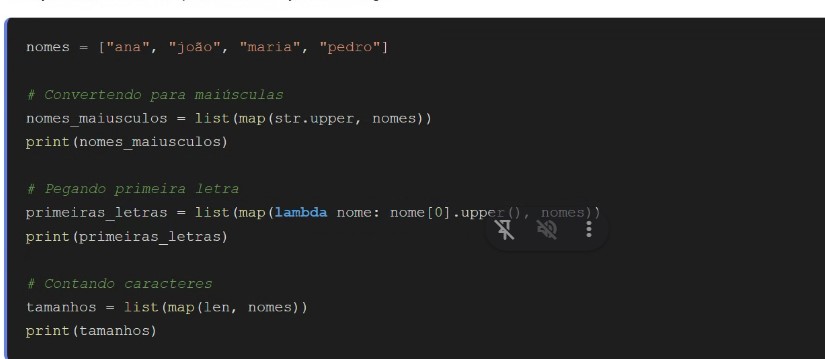 nomes = ["ana", "joão", "maria", "pedro"]
# Convertendo para maiúsculas
nomes_maiusculos = list(map(str.upper, nomes))
print(nomes_maiusculos)
# Pegando primeira letra
primeiras_letras = list(map(lambda nome: nome[0].upper(), nomes))
print(primeiras_letras)
# Contando caracteres
tamanhos = list(map(len, nomes))
print(tamanhos)